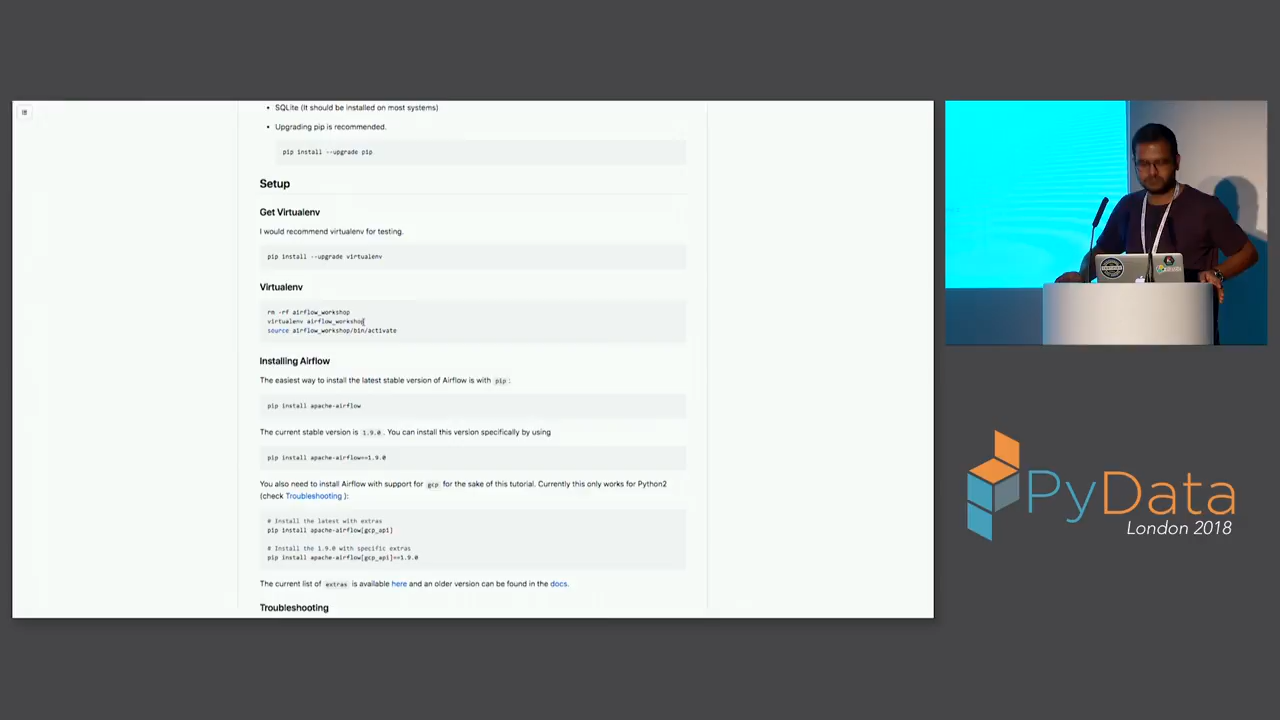 SQLite (It should be installed on most systems)
Upgrading pip is recommended.
pip install --upgrade pip
Setup
Get Virtualenv
I would recommend virtualenv for testing.
pip install --upgrade virtualenv
Virtualenv
rm -rf airflow_workshop
virtualenv airflow_workshop
source airflow_workshop/bin/activate
Installing Airflow
The easiest way to install the latest stable version of Airflow is with pip:
pip install apache-airflow
The current stable version is 1.9.0. You can install this version specifically by using
pip install apache-airflow==1.9.0
You also need to install Airflow with support for gcp for the sake of this tutorial. Currently this only works for Python2
(check Troubleshooting ):
# Install the latest with extras
pip install apache-airflow[gcp_api]
# Install the 1.9.0 with specific extras
pip install apache-airflow[gcp_api]==1.9.0
The current list of extras is available here and an older version can be found in the docs.
Troubleshooting
PyData
London 2018